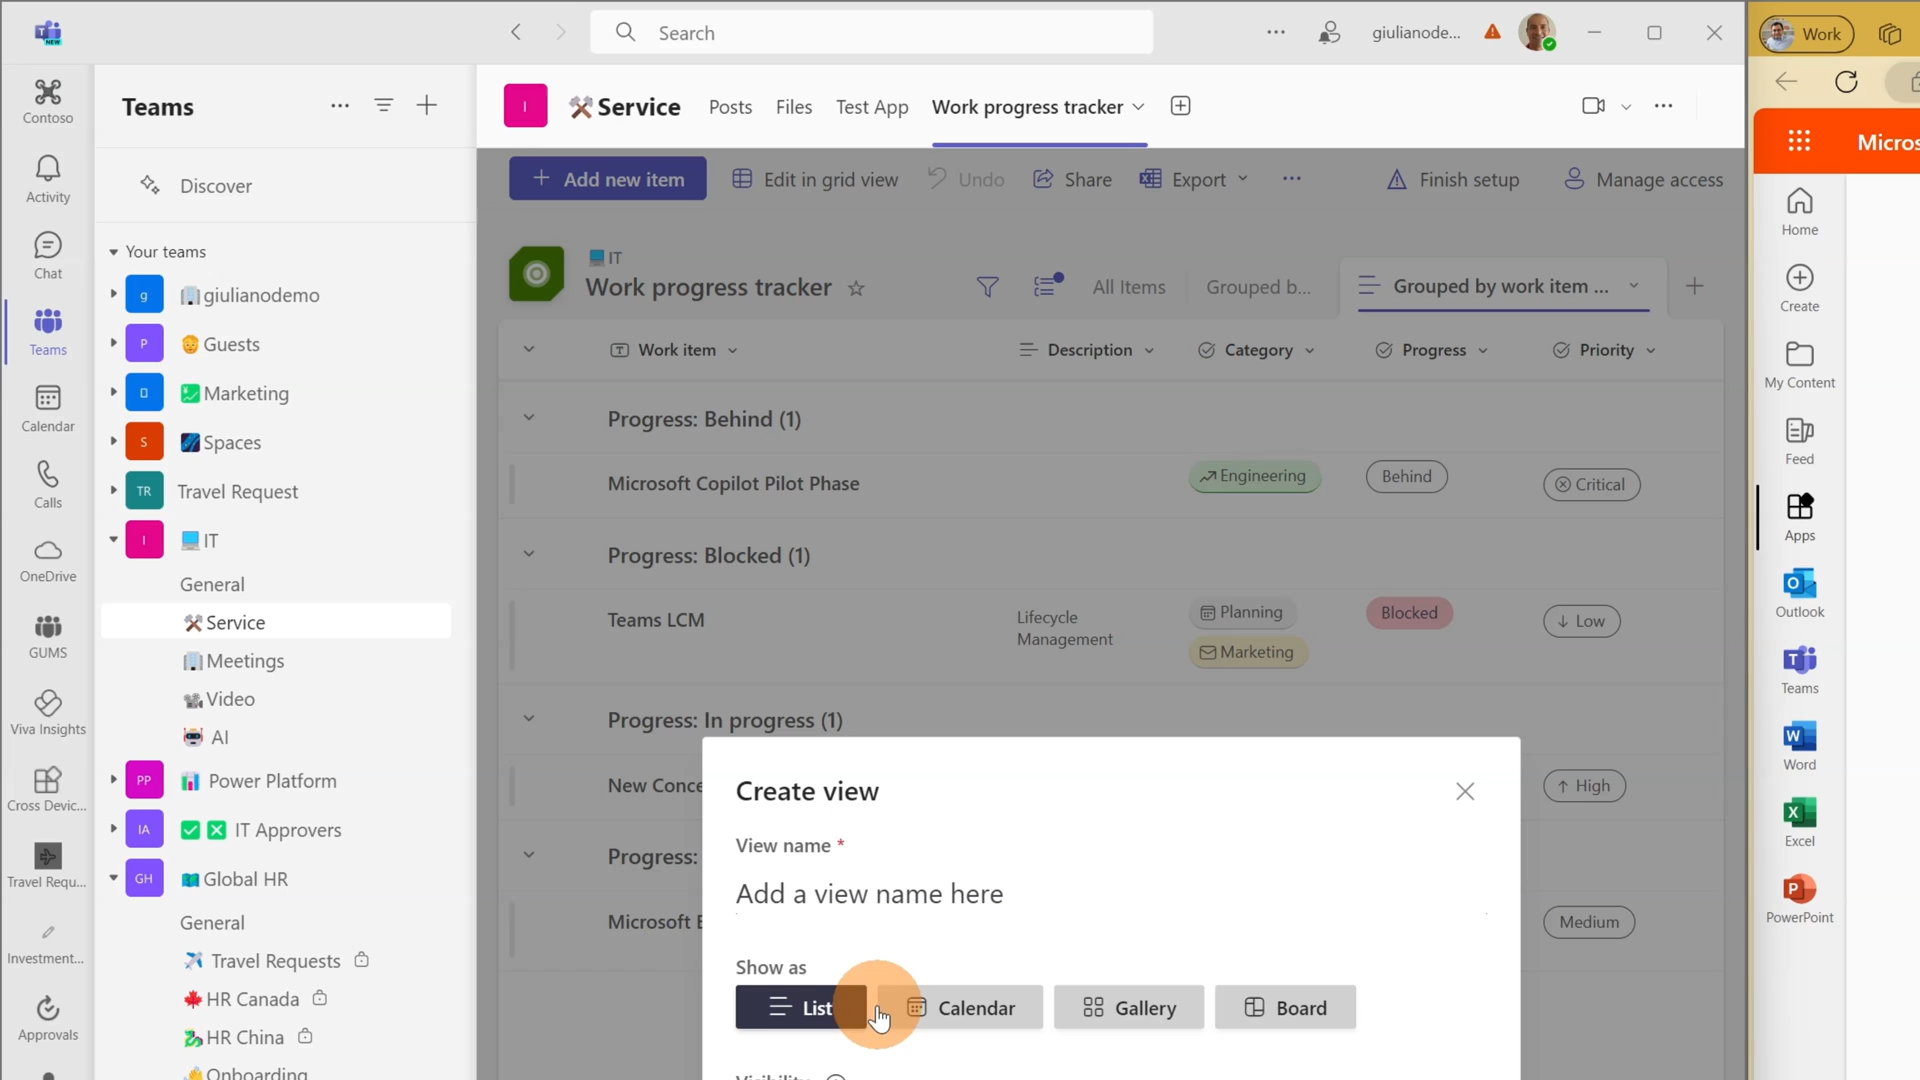 NEW
Search
giulianode...
Work
Contoso
Activity
Chat
Teams
Calendar
Calls
OneDrive
GUMS
Viva Insights
Cross Devic...
Travel Requ...
Investment...
Approvals
Teams
Discover
Your teams
g giulianodemo
P Guests
Marketing
S Spaces
TR Travel Request
I IT
General
Service
Meetings
Video
AI
PP Power Platform
IA IT Approvers
GH Global HR
General
Travel Requests
HR Canada
HR China
Onboarding
I Service Posts Files Test App Work progress tracker
Add new item Edit in grid view Undo Share Export Finish setup Manage access
IT
Work progress tracker All Items Grouped b... Grouped by work item ...
Work item Description Category Progress Priority
Progress: Behind (1)
Microsoft Copilot Pilot Phase Engineering Behind Critical
Progress: Blocked (1)
Teams LCM Lifecycle Management Planning Marketing Blocked Low
Progress: In progress (1)
New Conce High
Progress:
Microsoft E Medium
Create view
View name *
Add a view name here
Show as
List Calendar Gallery Board
Visibility
Micros
Home
Create
My Content
Feed
Apps
Outlook
Teams
Word
Excel
PowerPoint